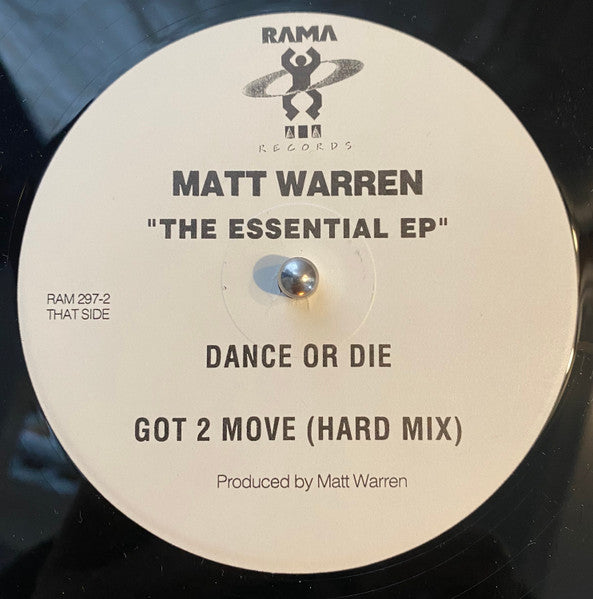 RAMA
RECORDS
MATT WARREN
"THE ESSENTIAL EP"
RAM 297-2
THAT SIDE
DANCE OR DIE
GOT 2 MOVE (HARD MIX)
Produced by Matt Warren